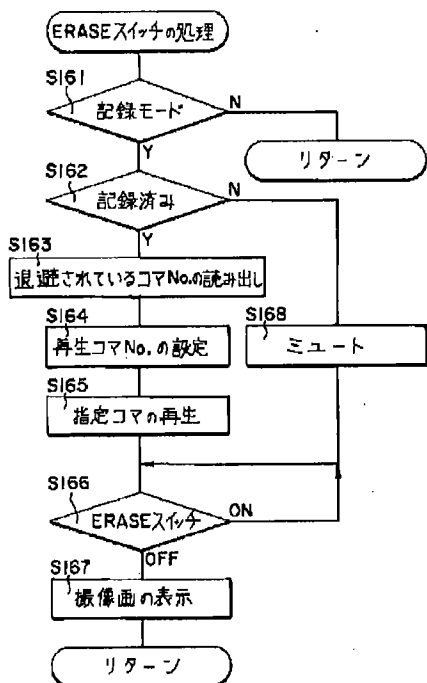 ERASEスイッチの処理
S161
記録モード
N
Y
リターン
S162
記録済み
N
Y
S163
退避されているコマNo.の読み出し
S164
再生コマNo.の設定
S168
ミュート
S165
指定コマの再生
S166
ERASEスイッチ
ON
OFF
S167
撮像画の表示
リターン